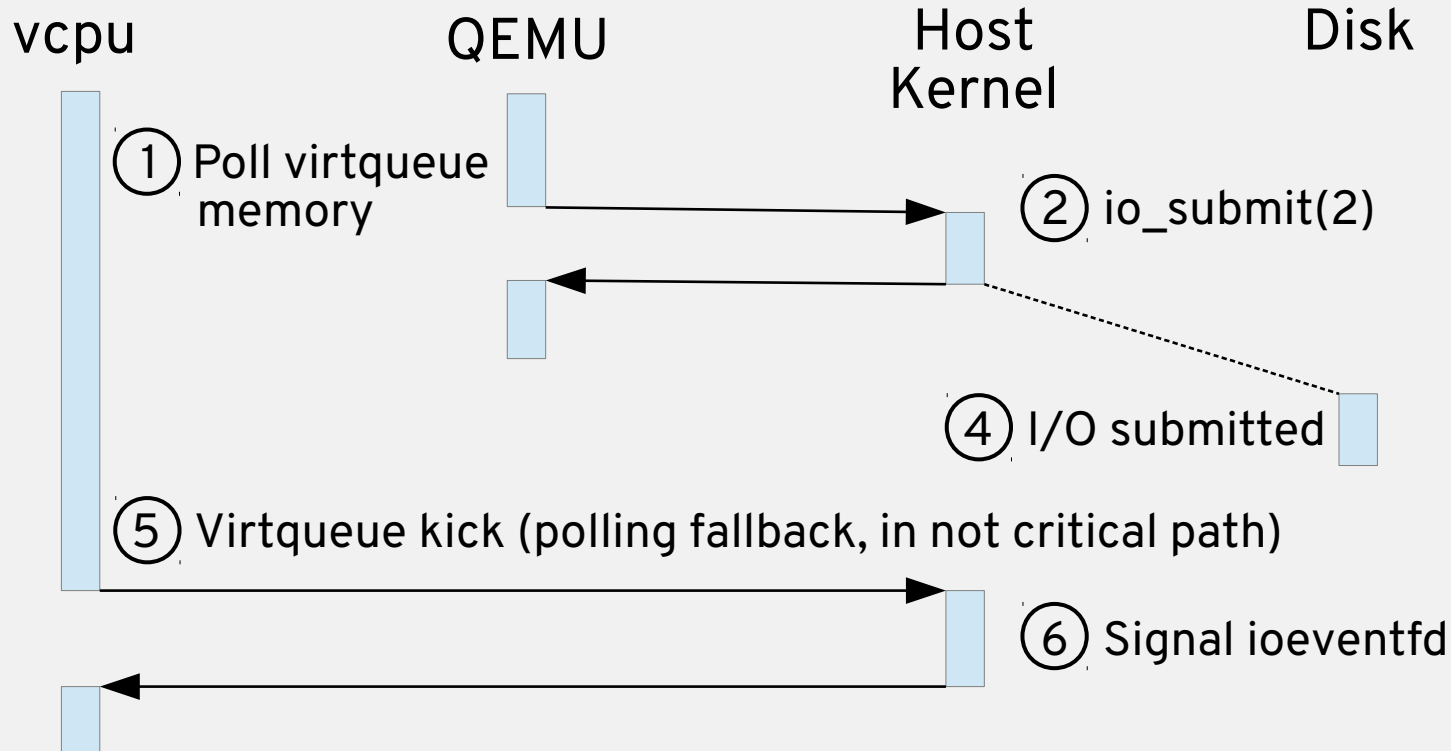 vcpu
QEMU
Host
Kernel
Disk
1 Poll virtqueue
memory
2 io_submit(2)
4 I/O submitted
5 Virtqueue kick (polling fallback, in not critical path)
6 Signal ioeventfd